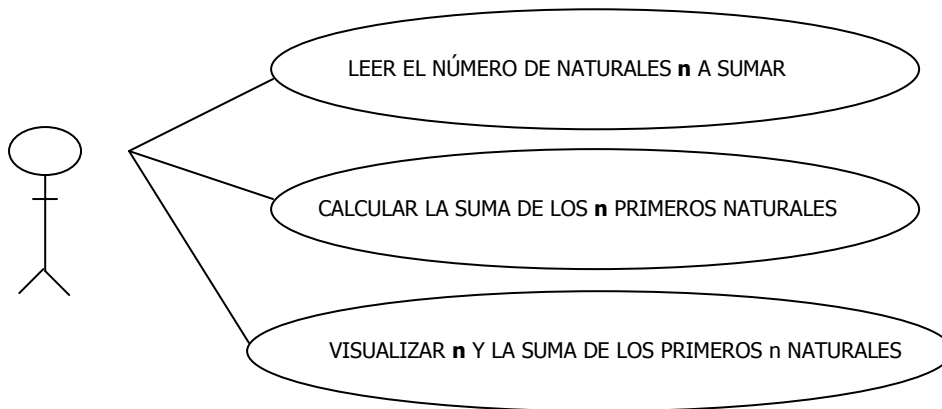 LEER EL NÚMERO DE NATURALES n A SUMAR
CALCULAR LA SUMA DE LOS n PRIMEROS NATURALES
VISUALIZAR n Y LA SUMA DE LOS PRIMEROS n NATURALES